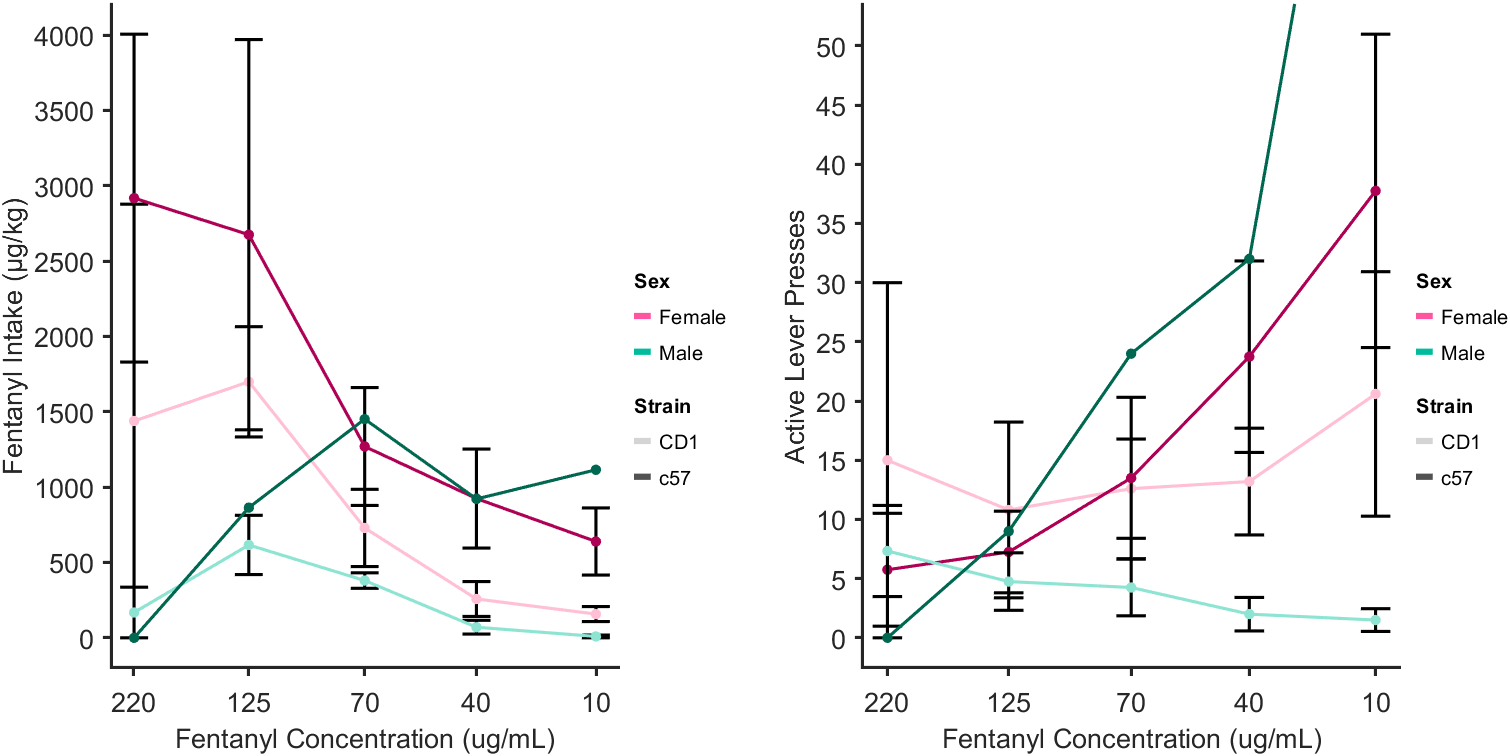 Fentanyl Intake (µg/kg)
4000
3500
3000
2500
2000
1500
1000
500
0
220 125 70 40 10
Fentanyl Concentration (ug/mL)
Sex
Female
Male
Strain
CD1
c57
Active Lever Presses
50
45
40
35
30
25
20
15
10
5
0
220 125 70 40 10
Fentanyl Concentration (ug/mL)
Sex
Female
Male
Strain
CD1
c57